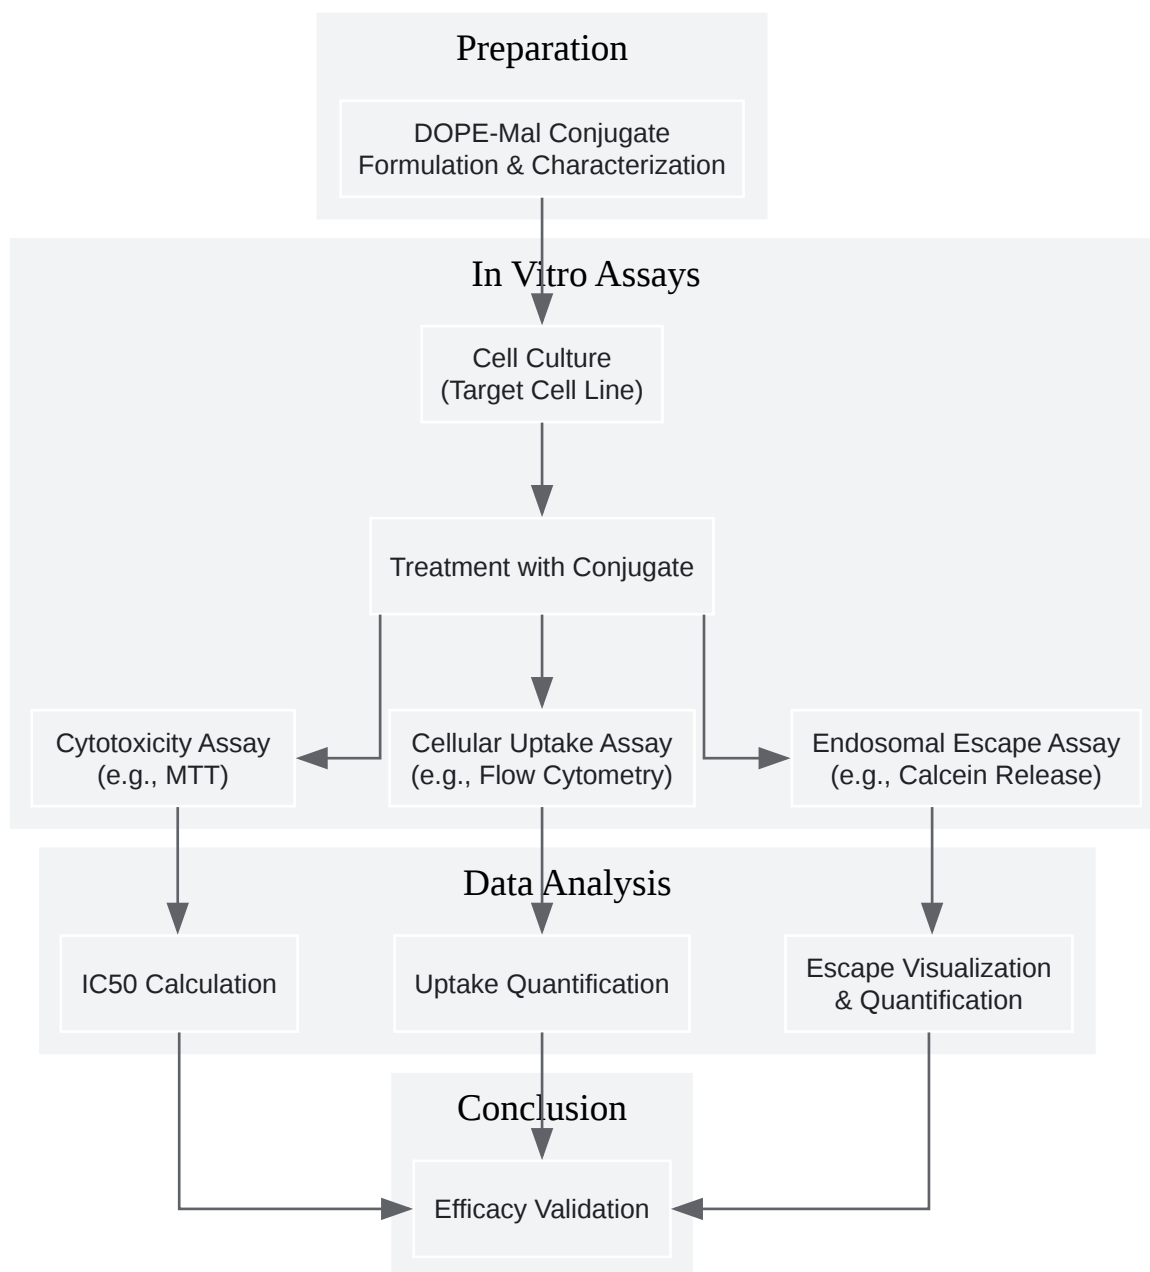 Preparation
DOPE-Mal Conjugate
Formulation & Characterization
In Vitro Assays
Cell Culture
(Target Cell Line)
Treatment with Conjugate
Cytotoxicity Assay
(e.g., MTT)
Cellular Uptake Assay
(e.g., Flow Cytometry)
Endosomal Escape Assay
(e.g., Calcein Release)
Data Analysis
IC50 Calculation
Uptake Quantification
Escape Visualization
& Quantification
Conclusion
Efficacy Validation